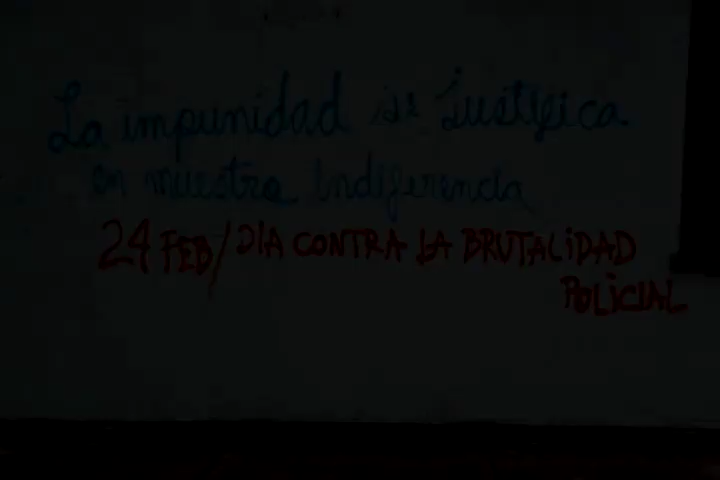 La impunidad se justifica
en nuestra indiferencia
24 FEB/DIA CONTRA LA BRUTALiDAD
POLiCIAL